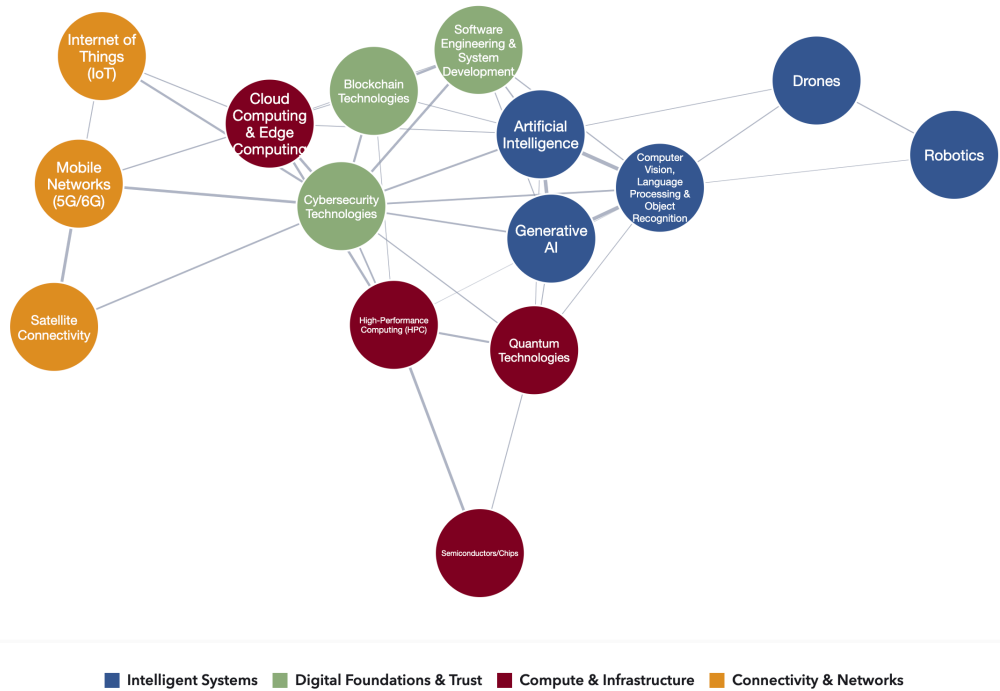 Internet of
Things
(IoT)
Cloud
Computing
& Edge
Computing
Blockchain
Technologies
Software
Engineering &
System
Development
Artificial
Intelligence
Drones
Robotics
Mobile
Networks
(5G/6G)
Cybersecurity
Technologies
Computer
Vision,
Language
Processing &
Object
Recognition
Generative
AI
Satellite
Connectivity
High-Performance
Computing (HPC)
Quantum
Technologies
Semiconductors/Chips
Intelligent Systems
Digital Foundations & Trust
Compute & Infrastructure
Connectivity & Networks